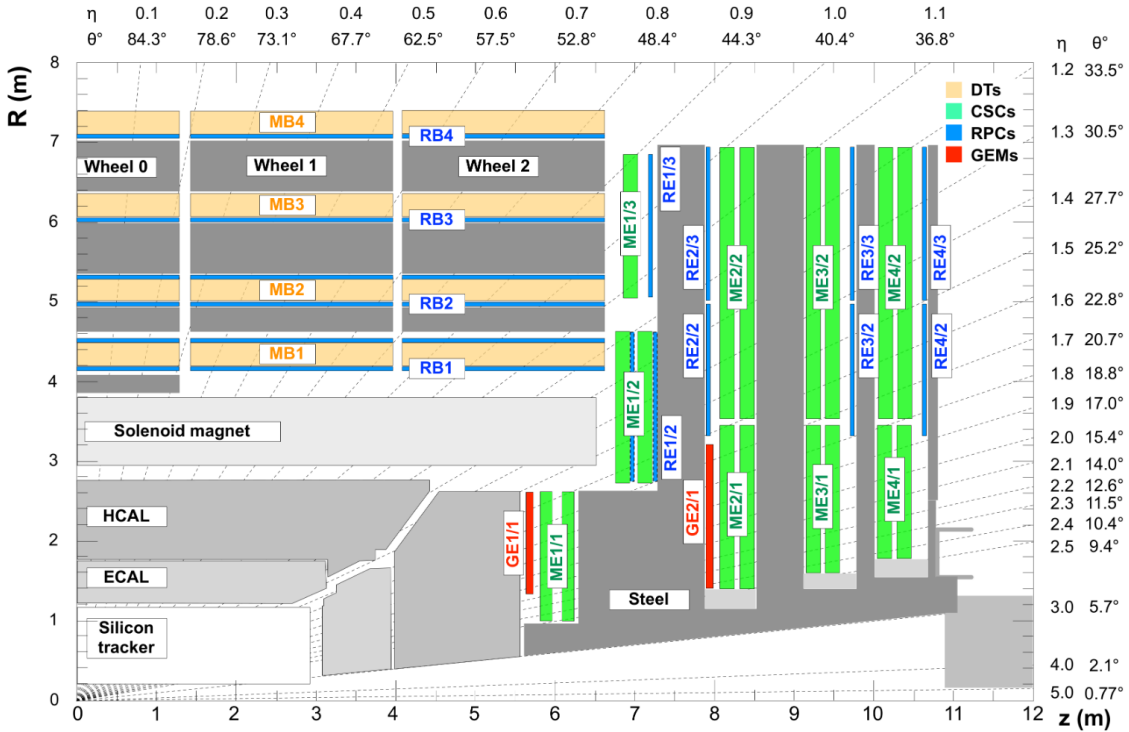 η 0.1 0.2 0.3 0.4 0.5 0.6 0.7 0.8 0.9 1.0 1.1
θ° 84.3° 78.6° 73.1° 67.7° 62.5° 57.5° 52.8° 48.4° 44.3° 40.4° 36.8° η θ°
R (m)
8
7
6
5
4
3
2
1
0
1.2 33.5°
1.3 30.5°
1.4 27.7°
1.5 25.2°
1.6 22.8°
1.7 20.7°
1.8 18.8°
1.9 17.0°
2.0 15.4°
2.1 14.0°
2.2 12.6°
2.3 11.5°
2.4 10.4°
2.5 9.4°
3.0 5.7°
4.0 2.1°
5.0 0.77°
DTs
CSCs
RPCs
GEMs
MB4
RB4
Wheel 0 Wheel 1 Wheel 2
MB3
RB3
MB2
RB2
MB1
RB1
Solenoid magnet
HCAL
ECAL
Silicon
tracker
Steel
ME1/3
RE1/3
RE2/3
ME2/2
ME3/2
RE3/3
ME4/2
RE4/3
ME1/2
RE1/2
RE2/2
RE3/2
RE4/2
GE1/1
ME1/1
GE2/1
ME2/1
ME3/1
ME4/1
0 1 2 3 4 5 6 7 8 9 10 11 12
z (m)